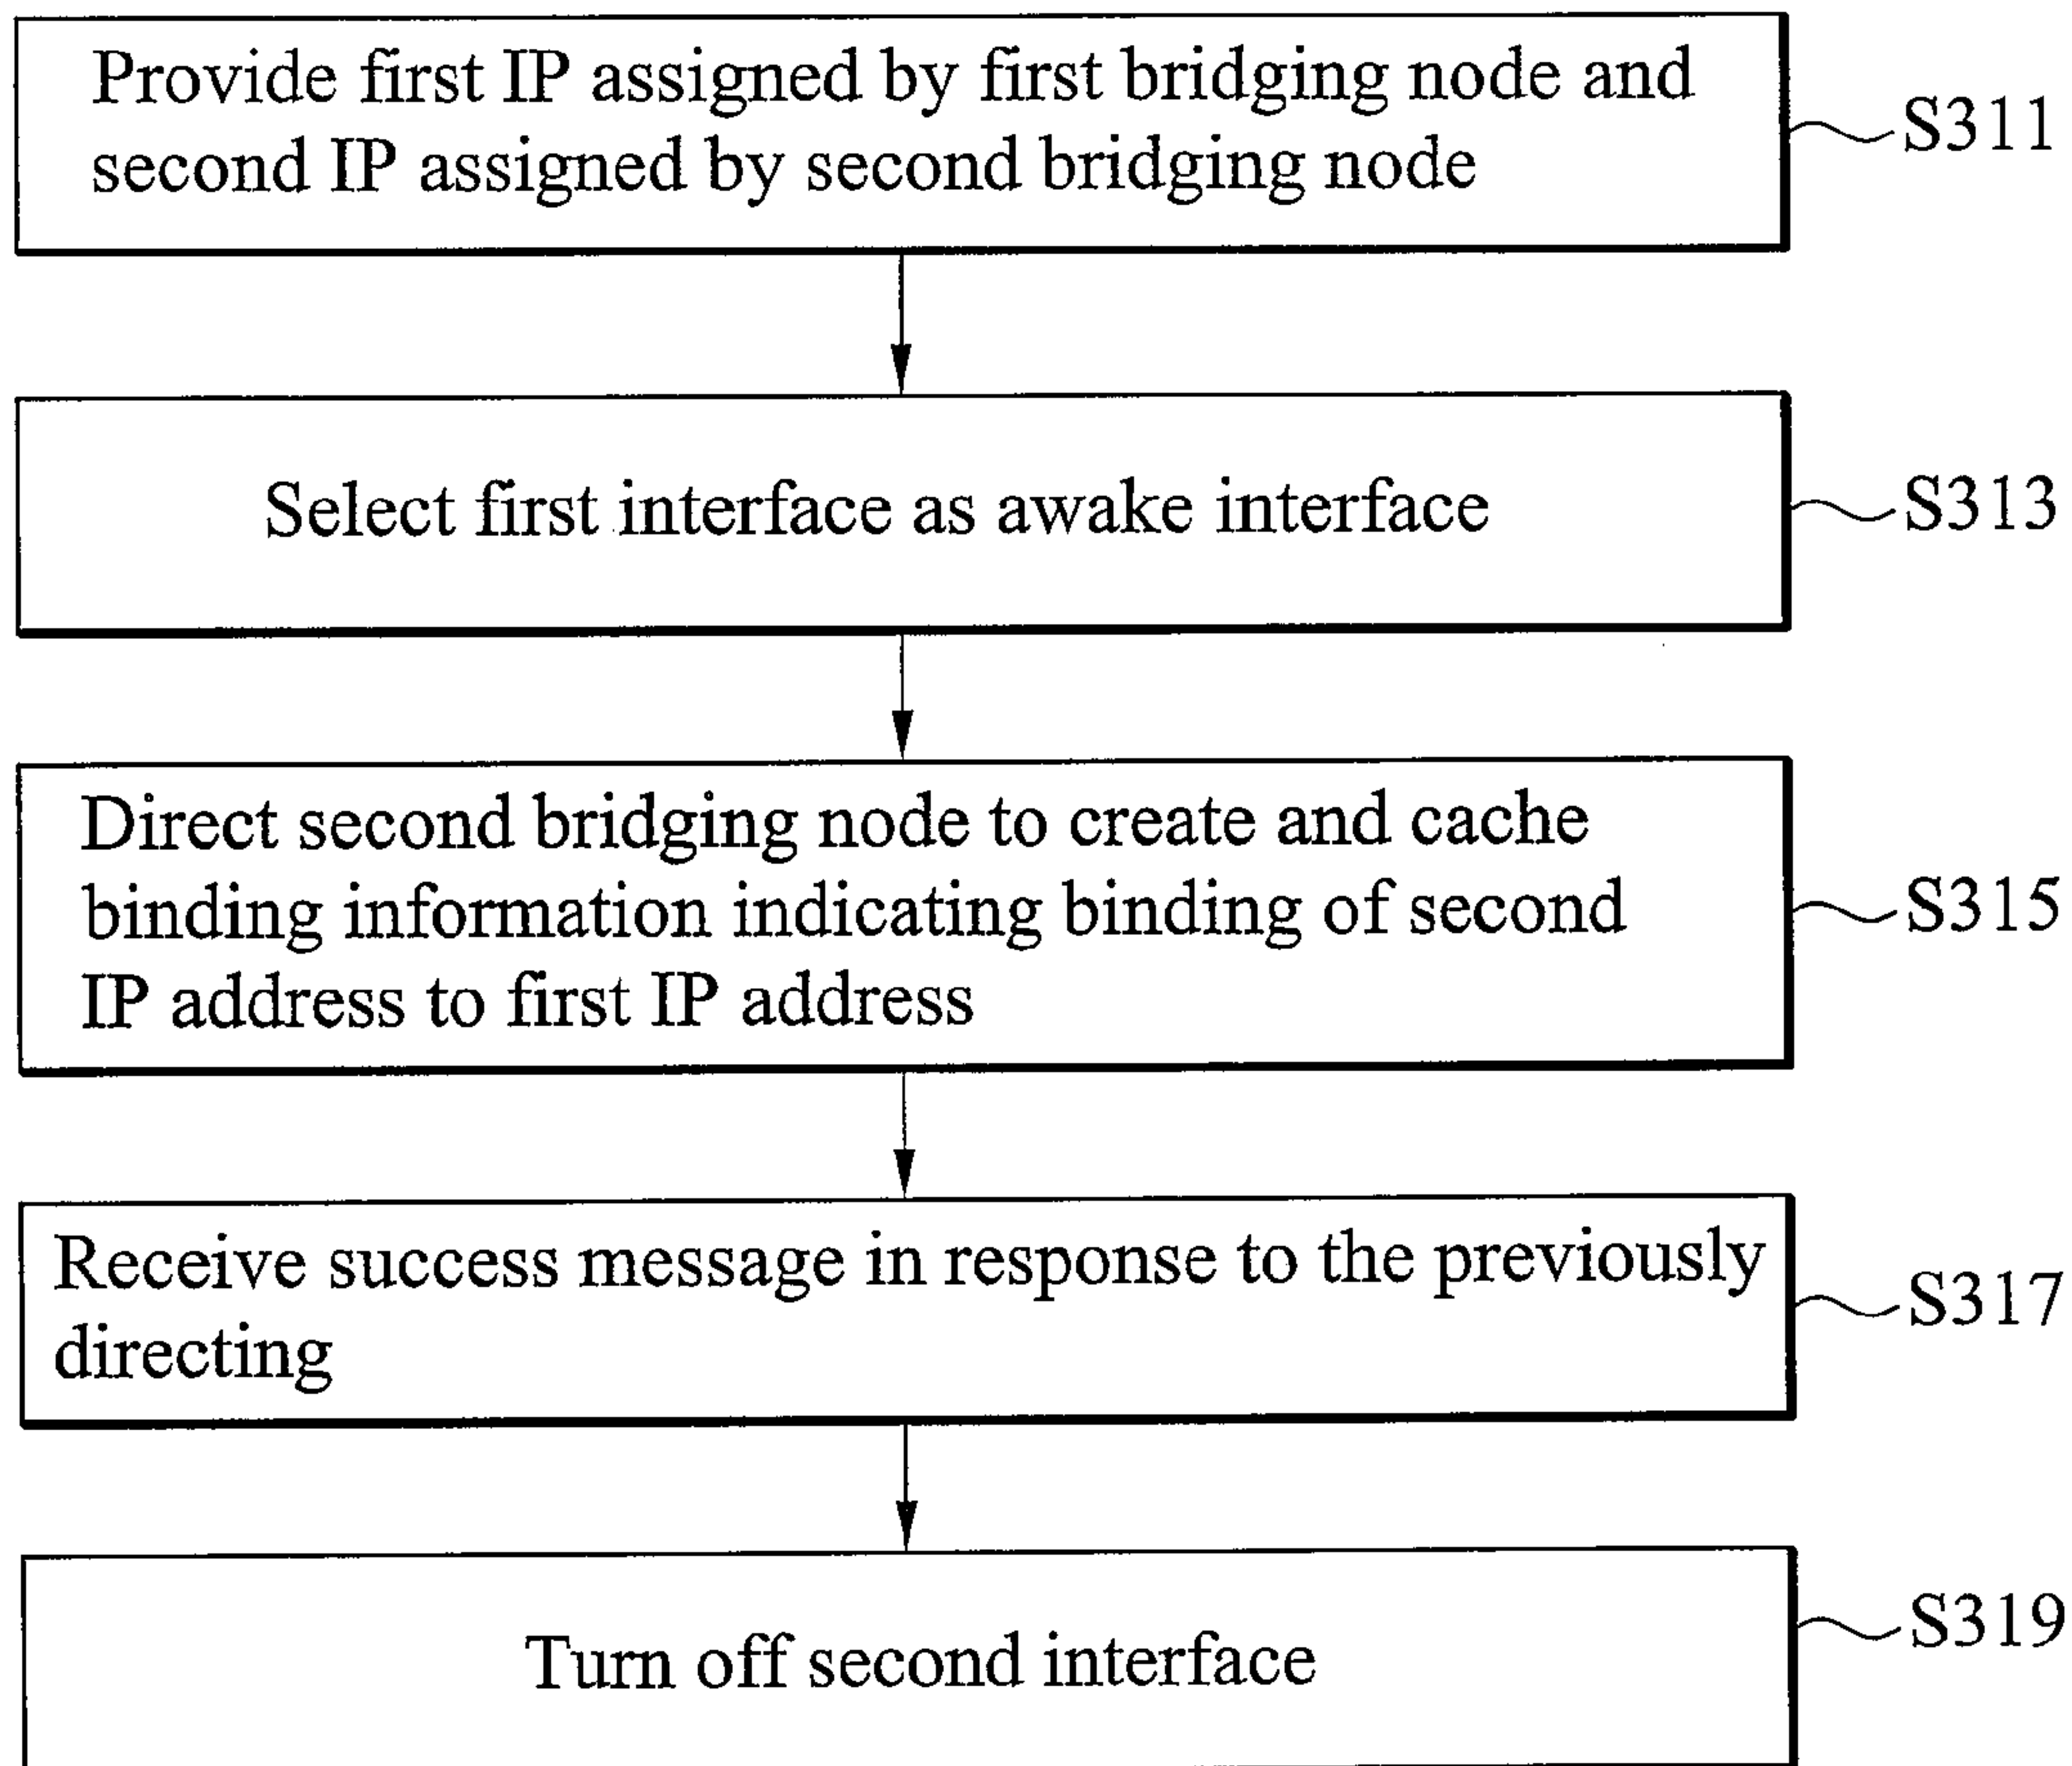 Provide first IP assigned by first bridging node and
second IP assigned by second bridging node
S311
Select first interface as awake interface
S313
Direct second bridging node to create and cache
binding information indicating binding of second
IP address to first IP address
S315
Receive success message in response to the previously
directing
S317
Turn off second interface
S319